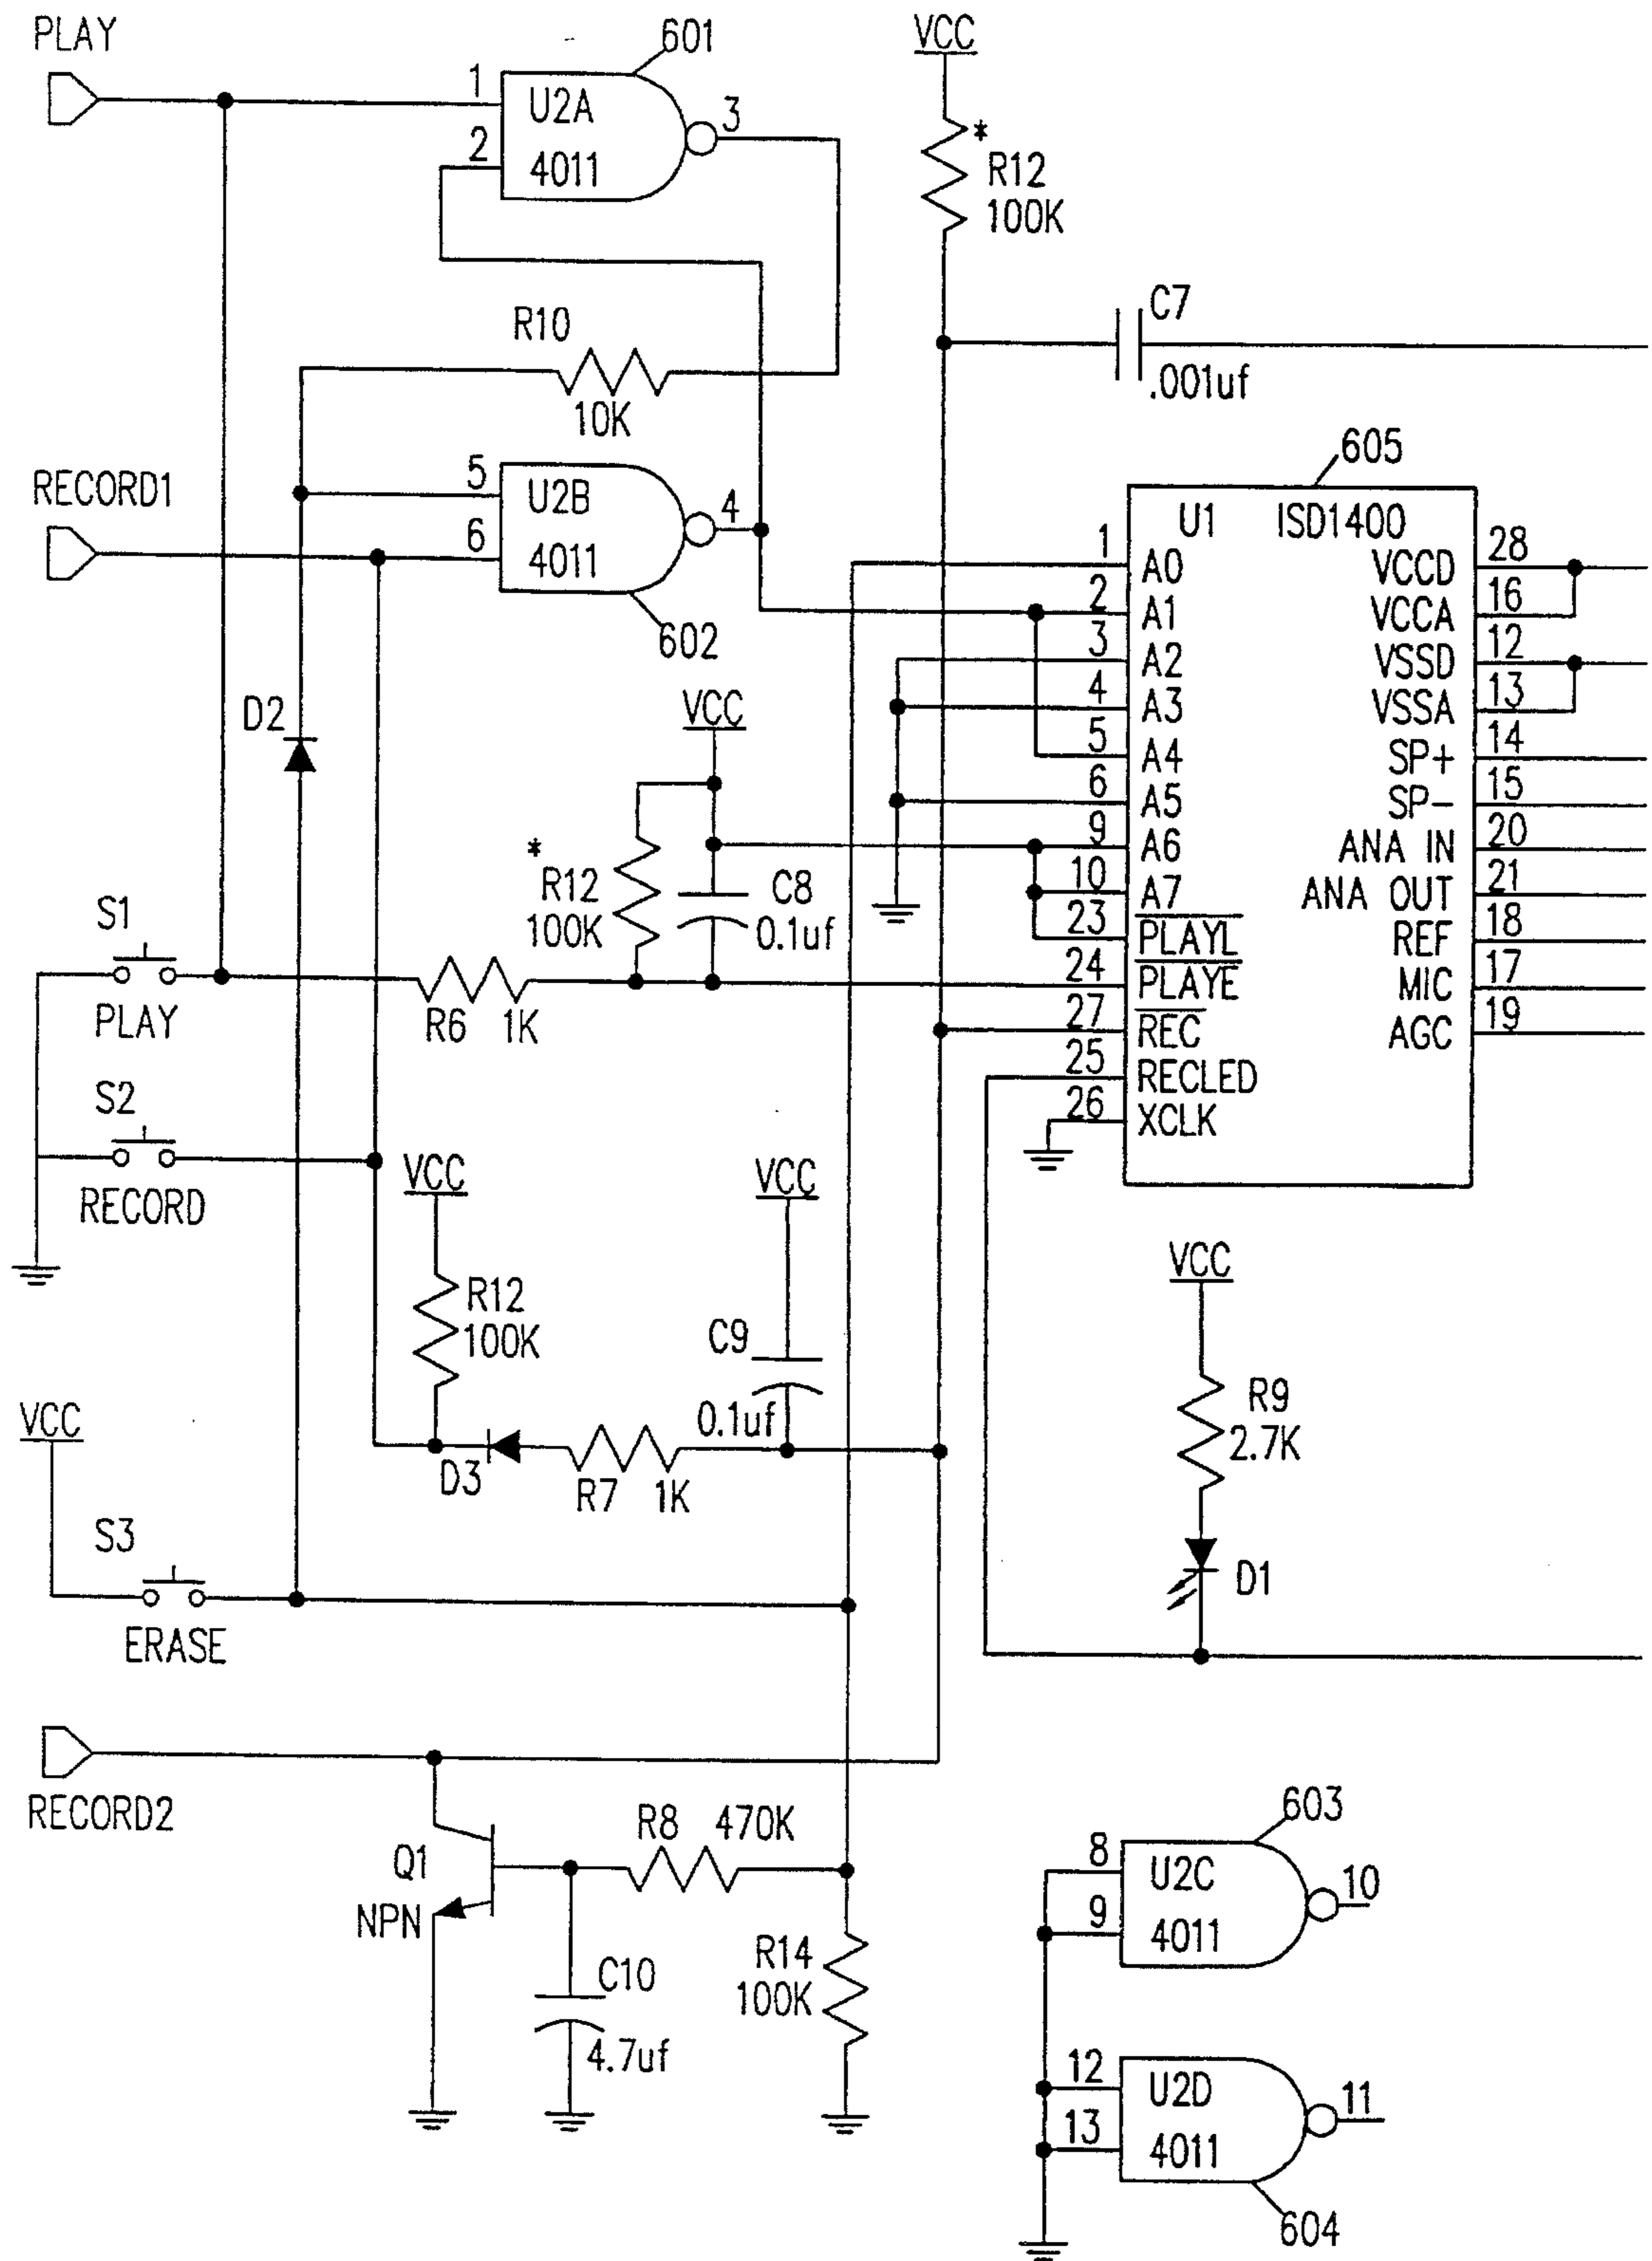 PLAY
601
VCC
1
U2A
3
2
4011
*
R12
100K
C7
.001uf
R10
10K
605
RECORD1
5
U2B
4
6
4011
602
U1 ISD1400
1 A0 VCCD 28
2 A1 VCCA 16
3 A2 VSSD 12
4 A3 VSSA 13
5 A4 SP+ 14
6 A5 SP- 15
9 A6 ANA IN 20
10 A7 ANA OUT 21
23 PLAYL REF 18
24 PLAYE MIC 17
27 REC AGC 19
25 RECLED
26 XCLK
D2
VCC
*
R12
100K
C8
0.1uf
S1
PLAY
R6 1K
S2
RECORD
VCC
VCC
R12
100K
C9
0.1uf
VCC
R9
2.7K
D1
VCC
D3
R7 1K
S3
ERASE
RECORD2
R8 470K
Q1
NPN
C10
4.7uf
R14
100K
603
8
U2C
10
9
4011
12
U2D
11
13
4011
604